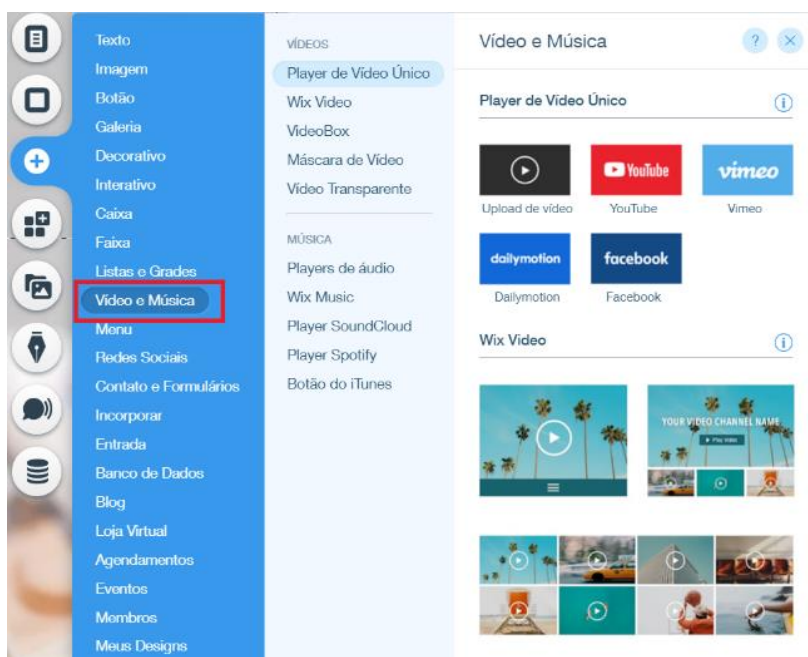 Texto
Imagem
Botão
Galeria
Decorativo
Interativo
Caixa
Faixa
Listas e Grades
Vídeo e Música
Menu
Redes Sociais
Contato e Formulários
Incorporar
Entrada
Banco de Dados
Blog
Loja Virtual
Agendamentos
Eventos
Membros
Meus Designs
VÍDEOS
Player de Vídeo Único
Wix Video
VideoBox
Máscara de Vídeo
Vídeo Transparente
MÚSICA
Players de áudio
Wix Music
Player SoundCloud
Player Spotify
Botão do iTunes
Vídeo e Música
?
Player de Vídeo Único
YouTube
vimeo
Upload de vídeo
YouTube
Vimeo
dailymotion
facebook
Dailymotion
Facebook
Wix Video
YOUR VIDEO CHANNEL NAME
Play Video